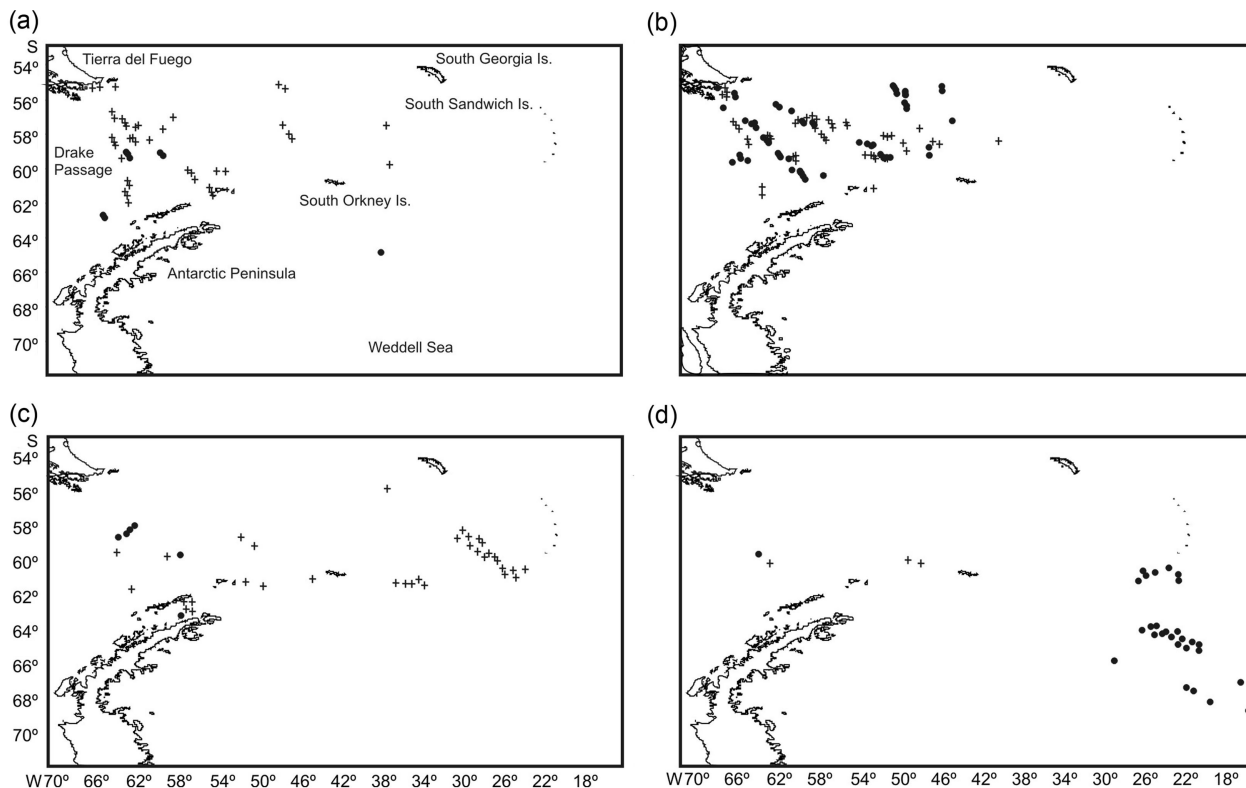 (a)
(b)
S
54º
56º
58º
60º
62º
64º
66º
68º
70º
Tierra del Fuego
South Georgia Is.
South Sandwich Is.
Drake
Passage
South Orkney Is.
Antarctic Peninsula
Weddell Sea
(c)
(d)
S
54º
56º
58º
60º
62º
64º
66º
68º
70º
W70º 66º 62º 58º 54º 50º 46º 42º 38º 34º 30º 26º 22º 18º
W70º 66º 62º 58º 54º 50º 46º 42º 38º 34º 30º 26º 22º 18º